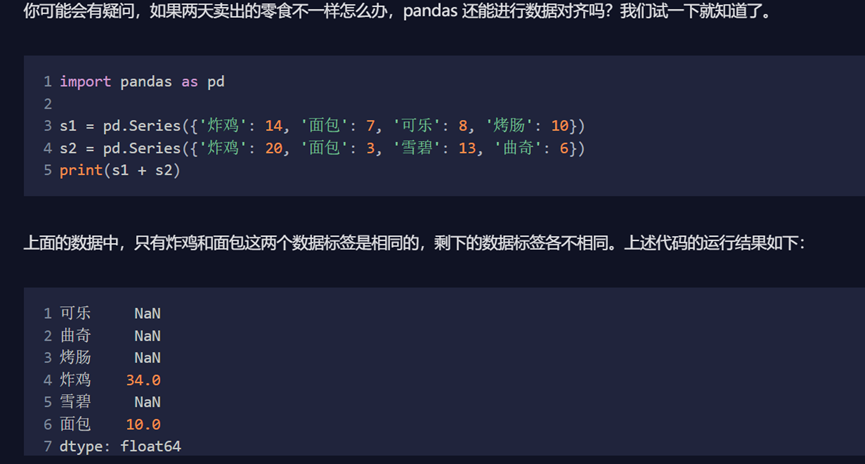 你可能会有疑问，如果两天卖出的零食不一样怎么办，pandas 还能进行数据对齐吗？我们试一下就知道了。
1 import pandas as pd
2
3 s1 = pd.Series({'炸鸡': 14, '面包': 7, '可乐': 8, '烤肠': 10})
4 s2 = pd.Series({'炸鸡': 20, '面包': 3, '雪碧': 13, '曲奇': 6})
5 print(s1 + s2)
上面的数据中，只有炸鸡和面包这两个数据标签是相同的，剩下的数据标签各不相同。上述代码的运行结果如下：
1 可乐 NaN
2 曲奇 NaN
3 烤肠 NaN
4 炸鸡 34.0
5 雪碧 NaN
6 面包 10.0
7 dtype: float64